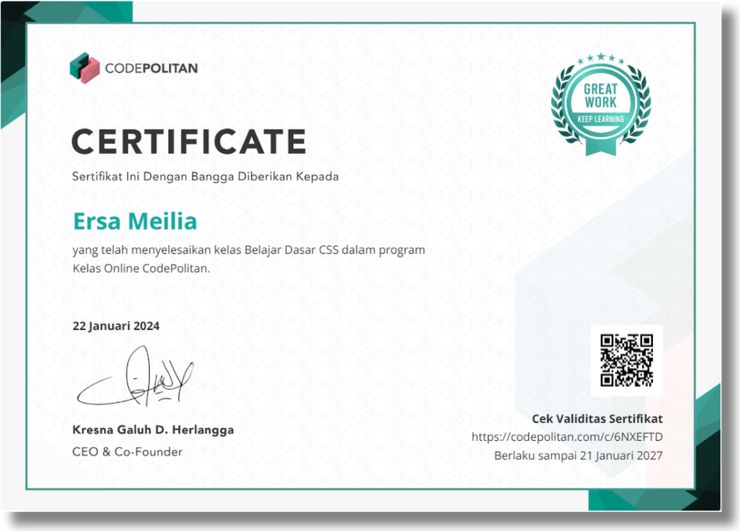 CODEPOLITAN
GREAT
WORK
KEEP LEARNING
CERTIFICATE
Sertifikat Ini Dengan Bangga Diberikan Kepada
Ersa Meilia
yang telah menyelesaikan kelas Belajar Dasar CSS dalam program
Kelas Online CodePolitan.
22 Januari 2024
Kresna Galuh D. Herlangga
CEO & Co-Founder
Cek Validitas Sertifikat
https://codepolitan.com/c/6NXEFTD
Berlaku sampai 21 Januari 2027